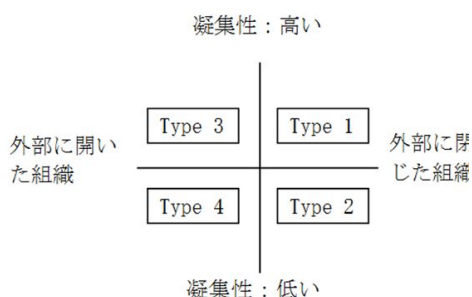 凝集性：高い
Type 3
Type 1
外部に開い
た組織
外部に閉
じた組織
Type 4
Type 2
凝集性：低い